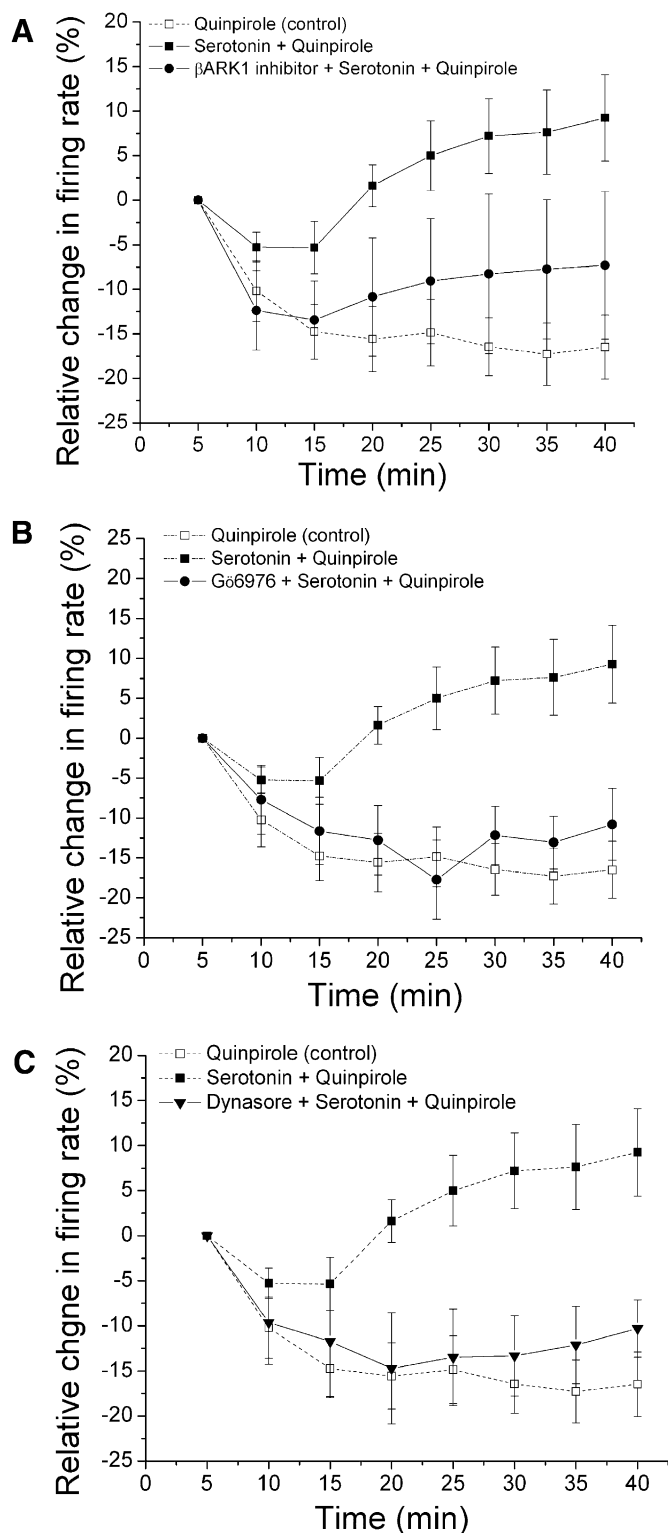 A
Quinpirole (control)
Serotonin + Quinpirole
βARK1 inhibitor + Serotonin + Quinpirole
Relative change in firing rate (%)
20
15
10
5
0
-5
-10
-15
-20
-25
0 5 10 15 20 25 30 35 40
Time (min)
B
Quinpirole (control)
Serotonin + Quinpirole
Gö6976 + Serotonin + Quinpirole
Relative change in firing rate (%)
25
20
15
10
5
0
-5
-10
-15
-20
-25
0 5 10 15 20 25 30 35 40
Time (min)
C
Quinpirole (control)
Serotonin + Quinpirole
Dynasore + Serotonin + Quinpirole
Relative chgne in firing rate (%)
20
15
10
5
0
-5
-10
-15
-20
-25
0 5 10 15 20 25 30 35 40
Time (min)